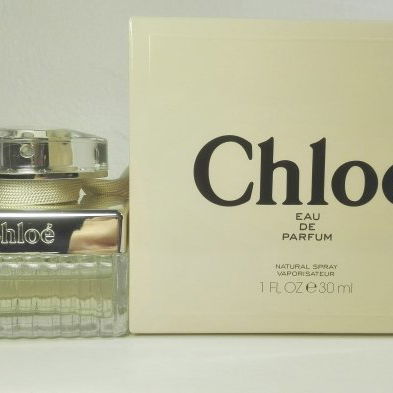 hloé
Chloé
EAU
DE
PARFUM
NATURAL SPRAY
VAPORISATEUR
1 FL OZ ℮ 30 ml